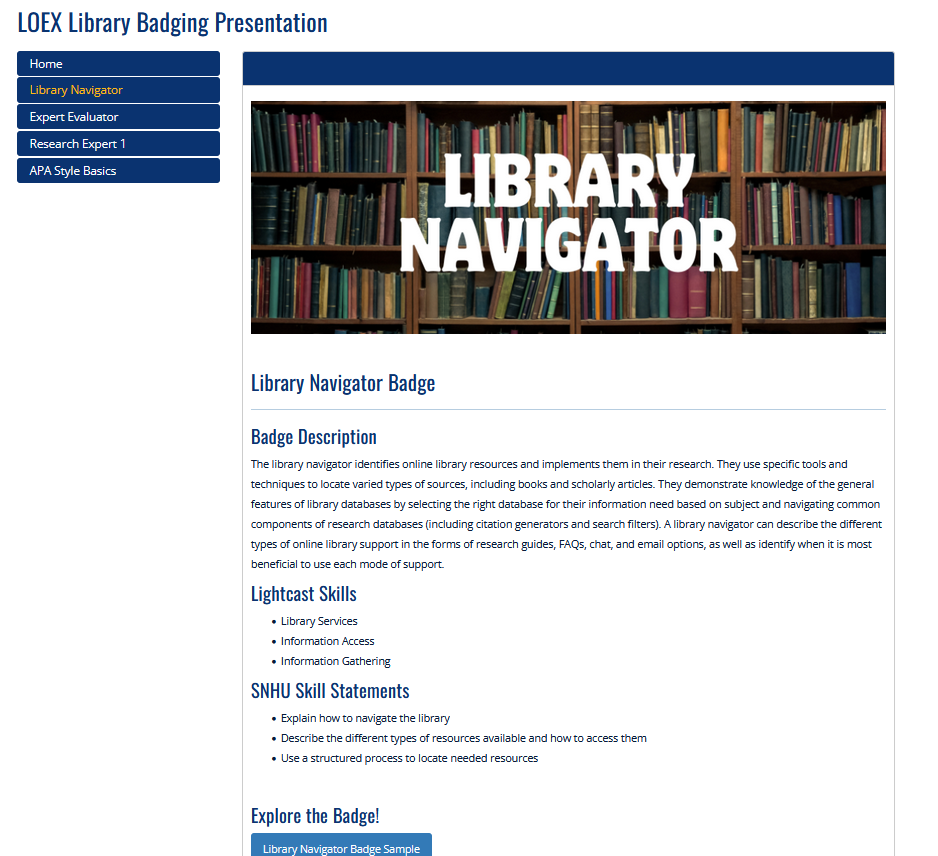 LOEX Library Badging Presentation
Home
Library Navigator
Expert Evaluator
Research Expert 1
APA Style Basics
LIBRARY
NAVIGATOR
Library Navigator Badge
Badge Description
The library navigator identifies online library resources and implements them in their research. They use specific tools and
techniques to locate varied types of sources, including books and scholarly articles. They demonstrate knowledge of the general
features of library databases by selecting the right database for their information need based on subject and navigating common
components of research databases (including citation generators and search filters). A library navigator can describe the different
types of online library support in the forms of research guides, FAQs, chat, and email options, as well as identify when it is most
beneficial to use each mode of support.
Lightcast Skills
• Library Services
• Information Access
• Information Gathering
SNHU Skill Statements
• Explain how to navigate the library
• Describe the different types of resources available and how to access them
• Use a structured process to locate needed resources
Explore the Badge!
Library Navigator Badge Sample